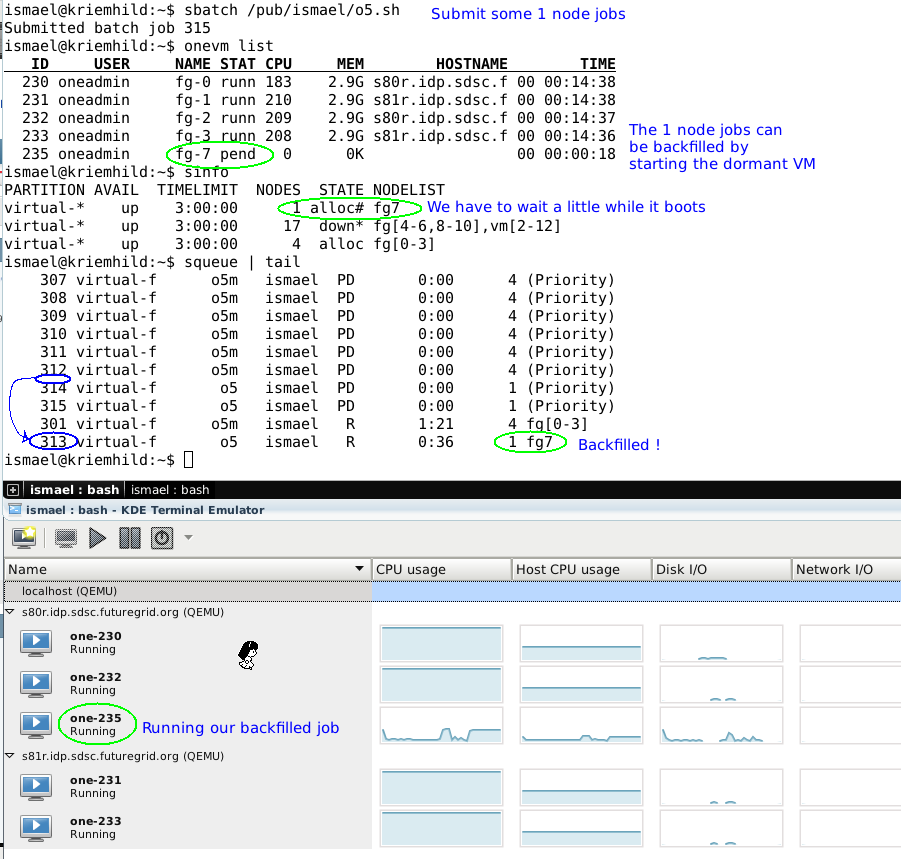 ismael@kriemhild:~$ sbatch /pub/ismael/o5.sh
Submit some 1 node jobs
Submitted batch job 315
ismael@kriemhild:~$ onevm list
ID USER NAME STAT CPU MEM HOSTNAME TIME
230 oneadmin fg-0 runn 183 2.9G s80r.idp.sdsc.f 00 00:14:38
231 oneadmin fg-1 runn 210 2.9G s81r.idp.sdsc.f 00 00:14:38
232 oneadmin fg-2 runn 209 2.9G s80r.idp.sdsc.f 00 00:14:37
233 oneadmin fg-3 runn 208 2.9G s81r.idp.sdsc.f 00 00:14:36
235 oneadmin fg-7 pend 0 0K 00 00:00:18
The 1 node jobs can
be backfilled by
starting the dormant VM
ismael@kriemhild:~$ sinfo
PARTITION AVAIL TIMELIMIT NODES STATE NODELIST
virtual-* up 3:00:00 1 alloc# fg7
We have to wait a little while it boots
virtual-* up 3:00:00 17 down* fg[4-6,8-10],vm[2-12]
virtual-* up 3:00:00 4 alloc fg[0-3]
ismael@kriemhild:~$ squeue | tail
307 virtual-f o5m ismael PD 0:00 4 (Priority)
308 virtual-f o5m ismael PD 0:00 4 (Priority)
309 virtual-f o5m ismael PD 0:00 4 (Priority)
310 virtual-f o5m ismael PD 0:00 4 (Priority)
311 virtual-f o5m ismael PD 0:00 4 (Priority)
312 virtual-f o5m ismael PD 0:00 4 (Priority)
314 virtual-f o5 ismael PD 0:00 1 (Priority)
315 virtual-f o5 ismael PD 0:00 1 (Priority)
301 virtual-f o5m ismael R 1:21 4 fg[0-3]
313 virtual-f o5 ismael R 0:36 1 fg7
Backfilled !
ismael@kriemhild:~$
ismael : bash ismael : bash
ismael : bash - KDE Terminal Emulator
Name CPU usage Host CPU usage Disk I/O Network I/O
localhost (QEMU)
s80r.idp.sdsc.futuregrid.org (QEMU)
one-230
Running
one-232
Running
one-235
Running
Running our backfilled job
s81r.idp.sdsc.futuregrid.org (QEMU)
one-231
Running
one-233
Running